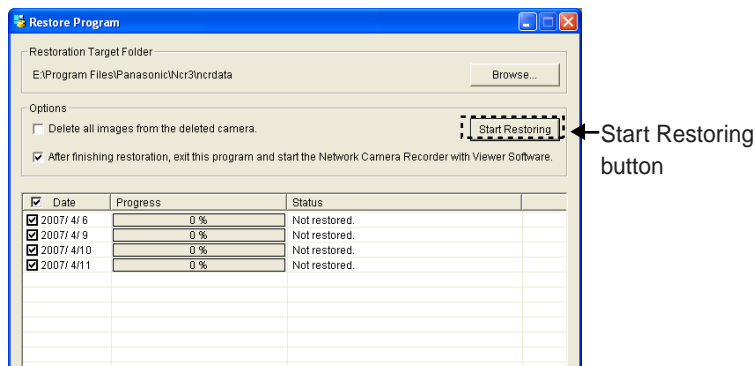 Restore Program
Restoration Target Folder
E:\Program Files\Panasonic\Ncr3\ncrdata
Browse...
Options
Delete all images from the deleted camera.
Start Restoring
After finishing restoration, exit this program and start the Network Camera Recorder with Viewer Software.
Start Restoring
button
Date Progress Status
2007/ 4/ 6 0 % Not restored.
2007/ 4/ 9 0 % Not restored.
2007/ 4/10 0 % Not restored.
2007/ 4/11 0 % Not restored.